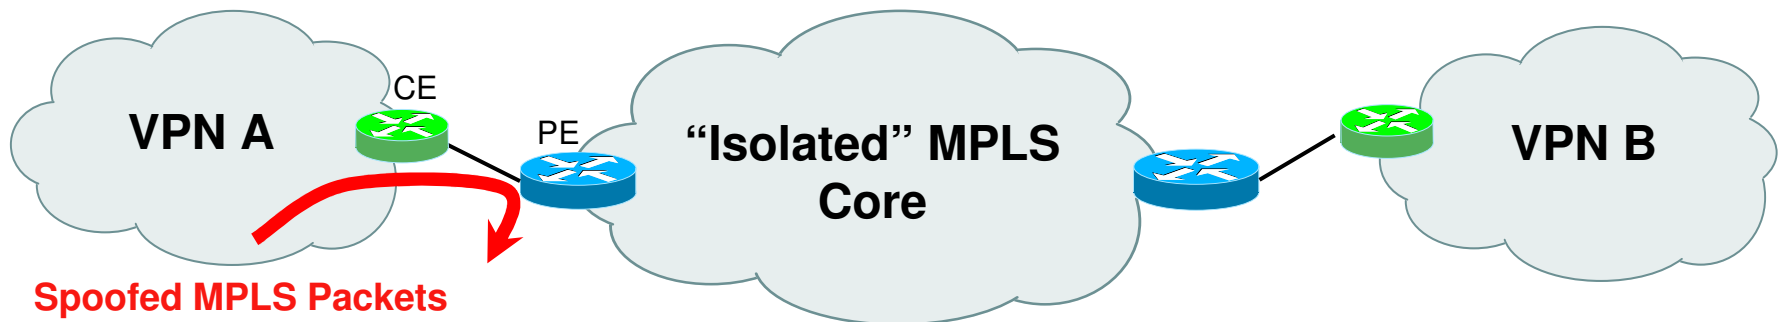 CE
VPN A
PE
“Isolated” MPLS
Core
VPN B
Spoofed MPLS Packets